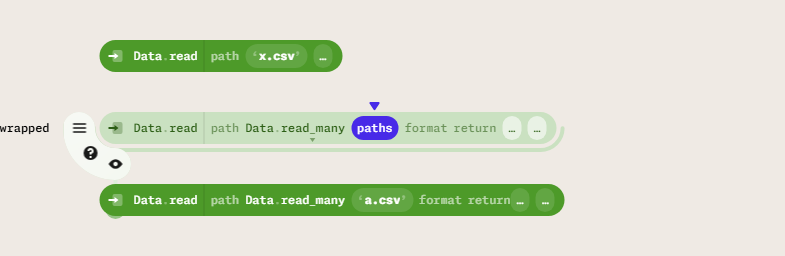 Data.read path ‘x.csv’ …
wrapped Data.read path Data.read_many paths format return … …
Data.read path Data.read_many ‘a.csv’ format return … …